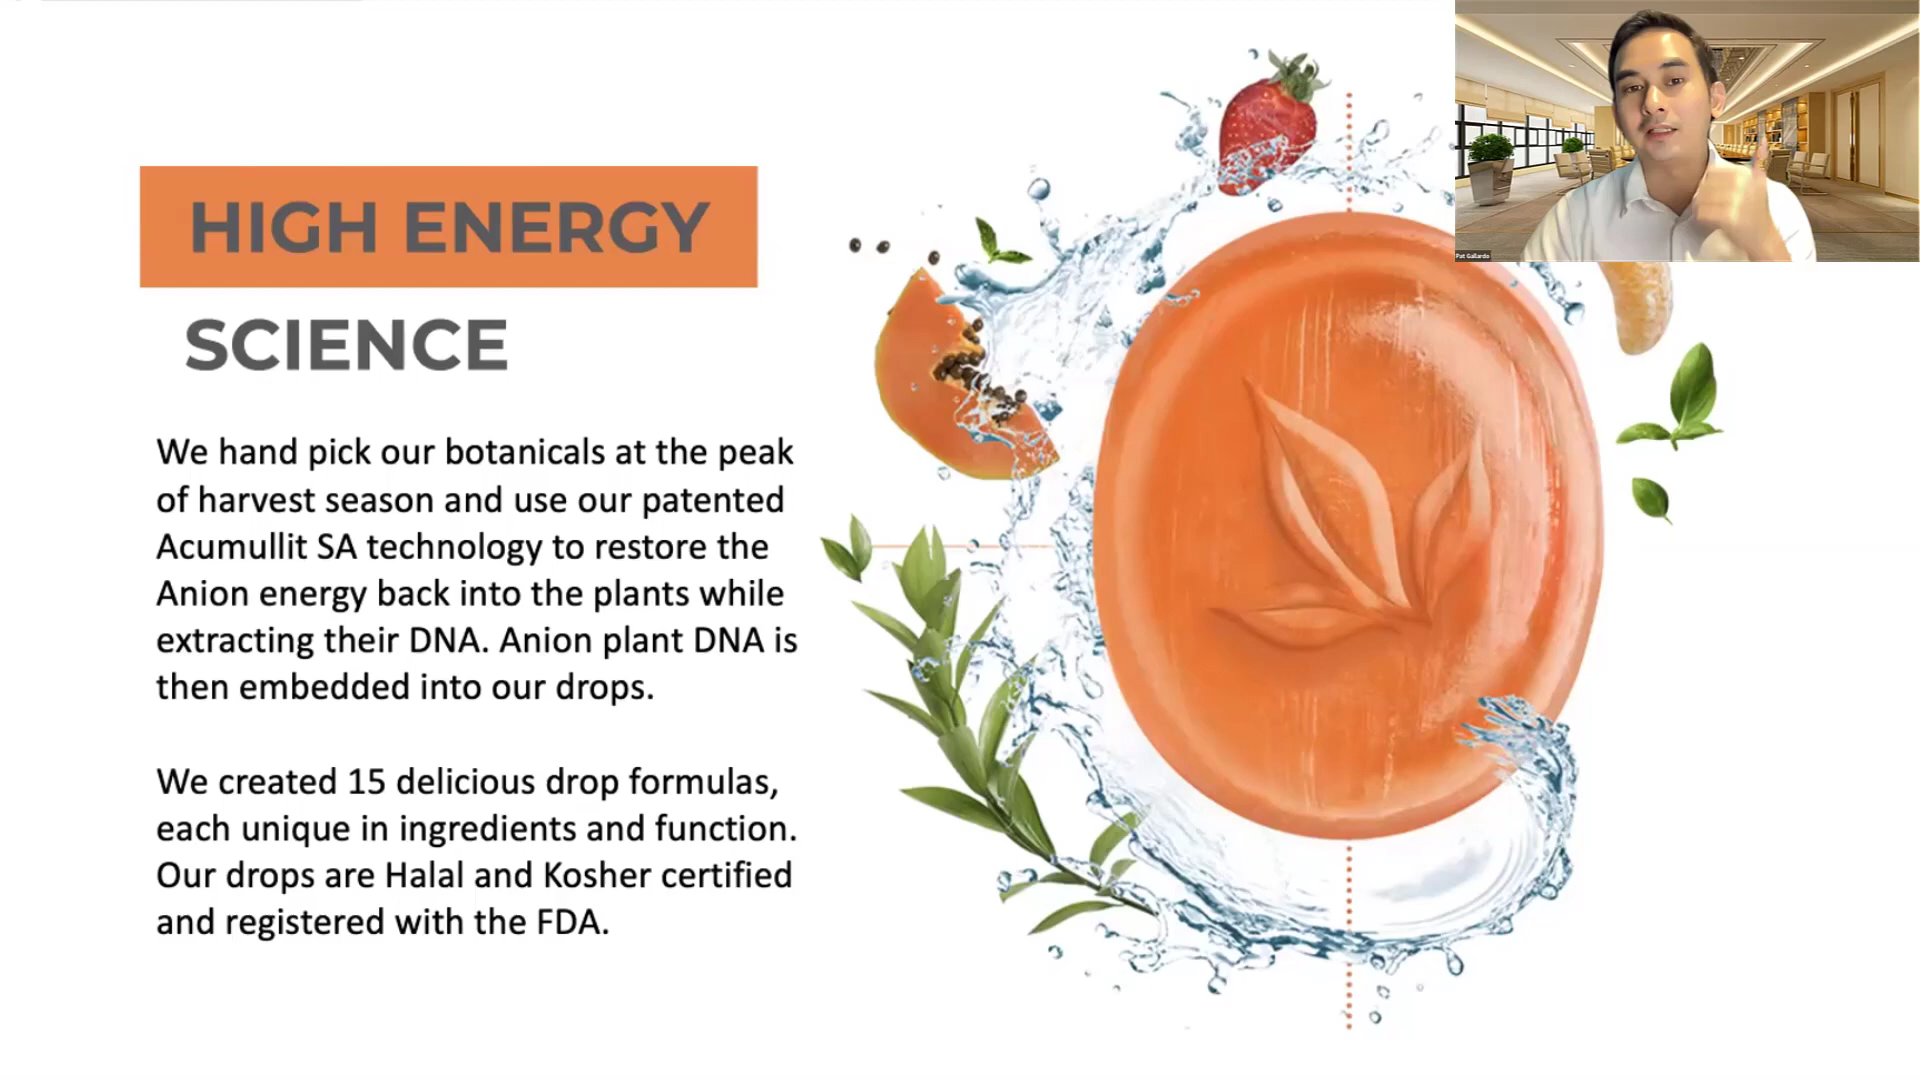 HIGH ENERGY
SCIENCE
We hand pick our botanicals at the peak
of harvest season and use our patented
Acumullit SA technology to restore the
Anion energy back into the plants while
extracting their DNA. Anion plant DNA is
then embedded into our drops.
We created 15 delicious drop formulas,
each unique in ingredients and function.
Our drops are Halal and Kosher certified
and registered with the FDA.
Pat Gallardo